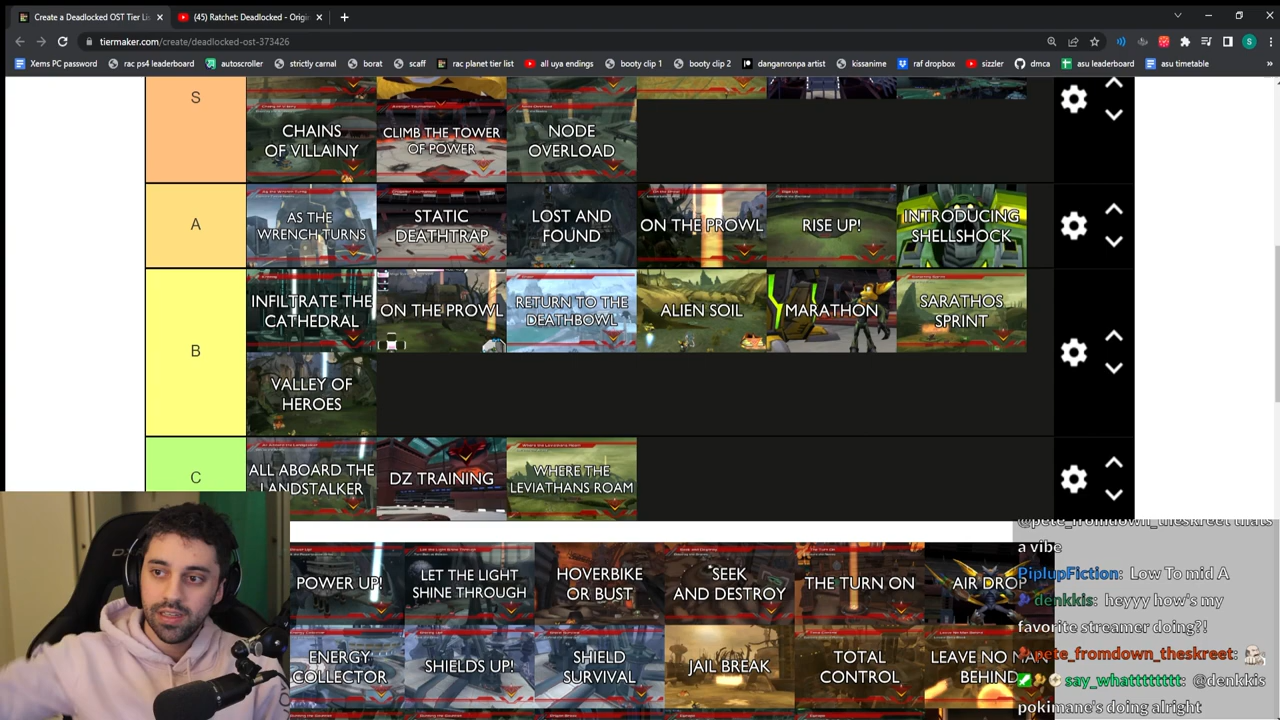 Create a Deadlocked OST Tier Lis
(45) Ratchet: Deadlocked - Origin
tiermaker.com/create/deadlocked-ost-373426
S
Xems PC password
rac ps4 leaderboard
autoscroller
strictly carnal
borat
scaff
rac planet tier list
all uya endings
booty clip 1
booty clip 2
danganronpa artist
kissanime
raf dropbox
sizzler
dmca
asu leaderboard
asu timetable
»
S
CHAINS
OF VILLAINY
CLIMB THE TOWER
OF POWER
NODE
OVERLOAD
A
AS THE
WRENCH TURNS
STATIC
DEATHTRAP
LOST AND
FOUND
ON THE PROWL
RISE UP!
INTRODUCING
SHELLSHOCK
B
INFILTRATE THE
CATHEDRAL
ON THE PROWL
RETURN TO THE
DEATHBOWL
ALIEN SOIL
MARATHON
SARATHOS
SPRINT
VALLEY OF
HEROES
C
ALL ABOARD THE
LANDSTALKER
DZ TRAINING
WHERE THE
LEVIATHANS ROAM
POWER UP!
LET THE LIGHT
SHINE THROUGH
HOVERBIKE
OR BUST
SEEK
AND DESTROY
THE TURN ON
AIR DROP
ENERGY
COLLECTOR
SHIELDS UP!
SHIELD
SURVIVAL
JAIL BREAK
TOTAL
CONTROL
LEAVE NO MAN
BEHIND
@pete_fromdown_theskreet thats
a vibe
PiplupFiction: Low To mid A
denkkis: heyyy how's my
favorite streamer doing?!
pete_fromdown_theskreet:
say_whatttttttt: @denkkis
pokimane's doing alright